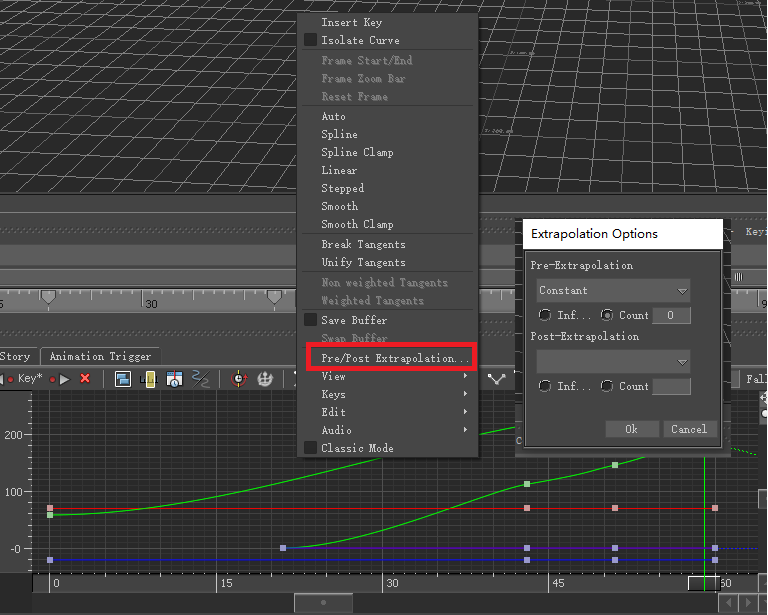 Insert Key
Isolate Curve
Frame Start/End
Frame Zoom Bar
Reset Frame
Auto
Spline
Spline Clamp
Linear
Stepped
Smooth
Smooth Clamp
Break Tangents
Unify Tangents
Non weighted Tangents
Weighted Tangents
Save Buffer
Swap Buffer
Pre/Post Extrapolation...
View
Keys
Edit
Audio
Classic Mode
Extrapolation Options
Pre-Extrapolation
Constant
Inf... Count 0
Post-Extrapolation
Inf... Count
Ok Cancel
Keyi
30
Story Animation Trigger
Key*
Fall
200
100
-0
0 15 30 45 60